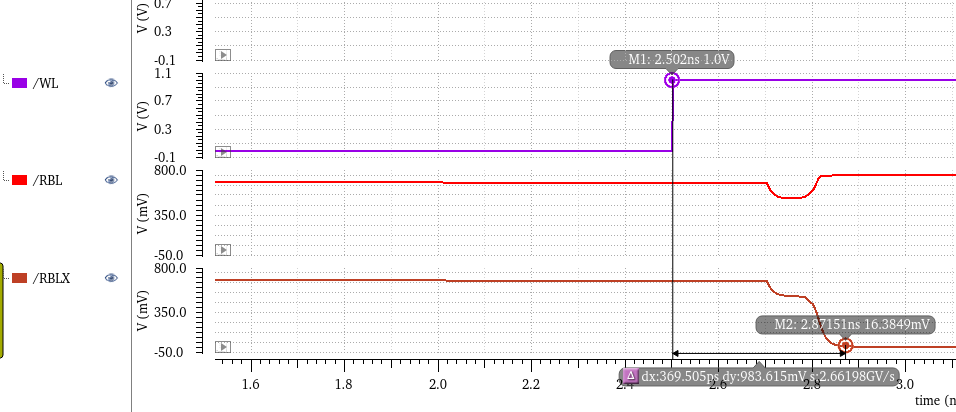 0.7
V (V)
0.3
-0.1
M1: 2.502ns 1.0V
/WL
1.1
V (V)
0.7
0.3
-0.1
/RBL
800.0
V (mV)
350.0
-50.0
/RBLX
800.0
V (mV)
350.0
M2: 2.87151ns 16.3849mV
-50.0
Δ dx:369.505ps dy:983.615mV s:2.66198GV/s
1.6 1.8 2.0 2.2 2.4 2.6 2.8 3.0
time (n